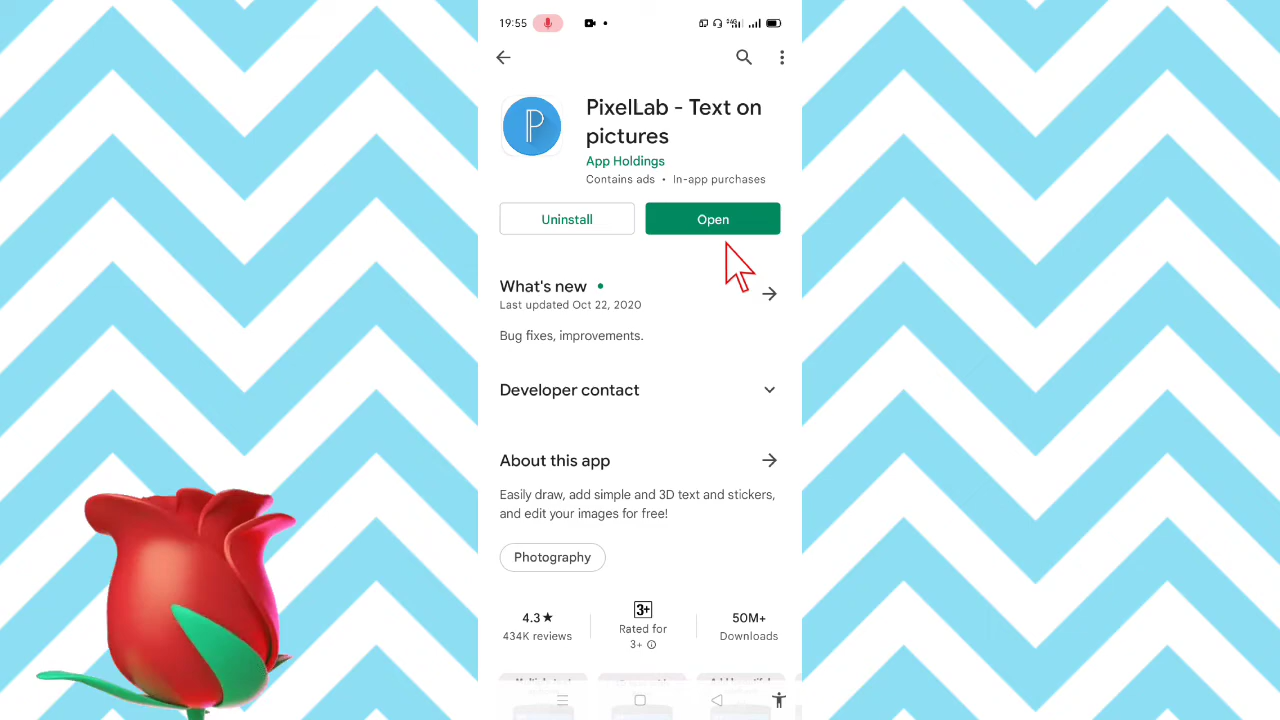 19:55
PixelLab - Text on
pictures
App Holdings
Contains ads • In-app purchases
Uninstall
Open
What's new •
Last updated Oct 22, 2020
Bug fixes, improvements.
Developer contact
About this app
Easily draw, add simple and 3D text and stickers,
and edit your images for free!
Photography
4.3★
434K reviews
3+
Rated for
3+
50M+
Downloads